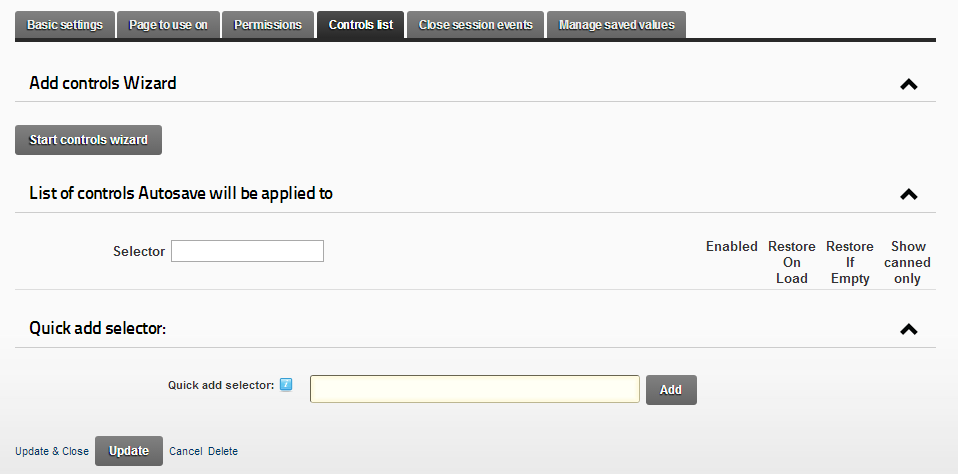 Basic settings Page to use on Permissions Controls list Close session events Manage saved values
Add controls Wizard
Start controls wizard
List of controls Autosave will be applied to
Selector Enabled Restore On Load Restore If Empty Show canned only
Quick add selector:
Quick add selector: i Add
Update & Close Update Cancel Delete